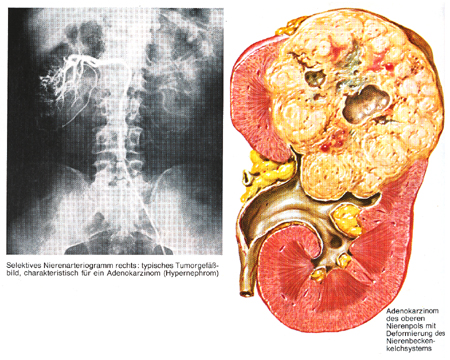 Selektives Nierenarteriogramm rechts: typisches Tumorgefäß-
bild, charakteristisch für ein Adenokarzinom (Hypernephrom)
Adenokarzinom
des oberen
Nierenpols mit
Deformierung des
Nierenbecken-
kelchsystems